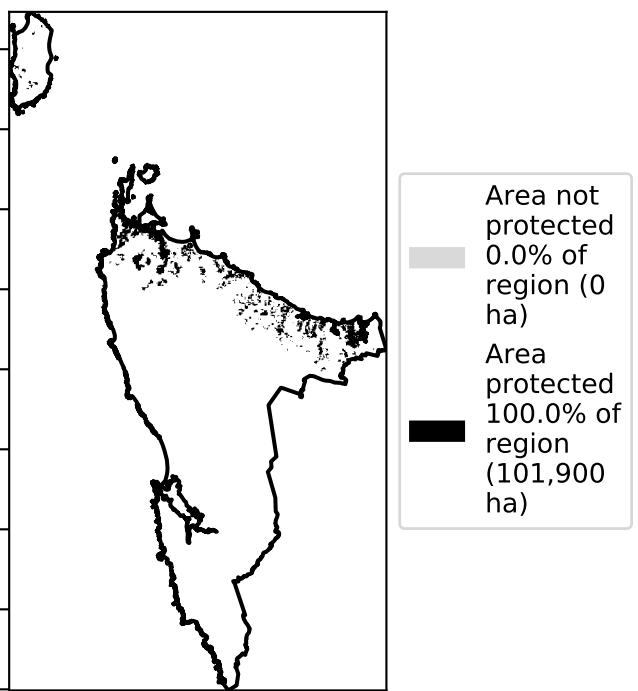 Area not
protected
0.0% of
region (0
ha)
Area
protected
100.0% of
region
(101,900
ha)